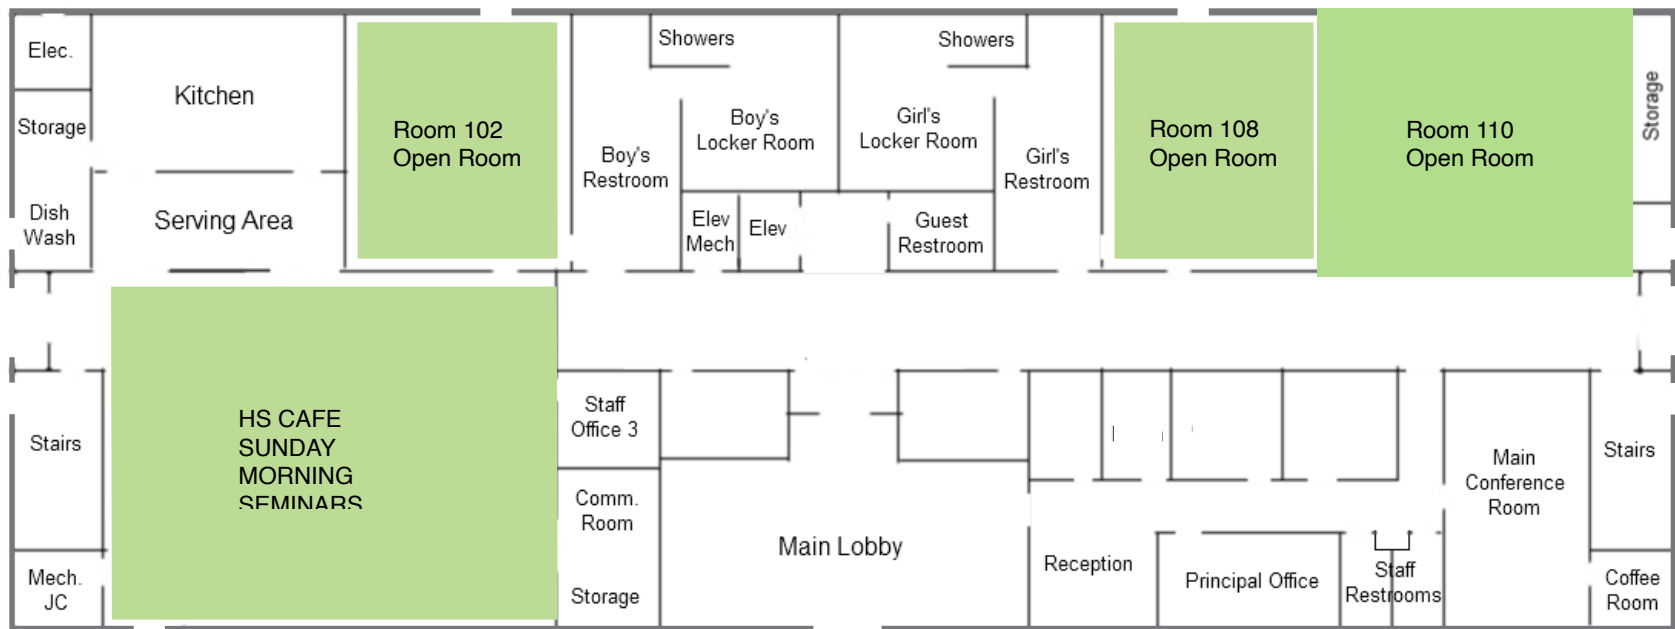 Elec.
Storage
Dish
Wash
Kitchen
Serving Area
Room 102
Open Room
Boy's
Restroom
Showers
Boy's
Locker Room
Elev
Mech
Elev
Showers
Girl's
Locker Room
Guest
Restroom
Girl's
Restroom
Room 108
Open Room
Room 110
Open Room
Storage
Stairs
Mech.
JC
HS CAFE
SUNDAY
MORNING
SEMINARS
Staff
Office 3
Comm.
Room
Storage
Main Lobby
Reception
Principal Office
Staff
Restrooms
Main
Conference
Room
Stairs
Coffee
Room